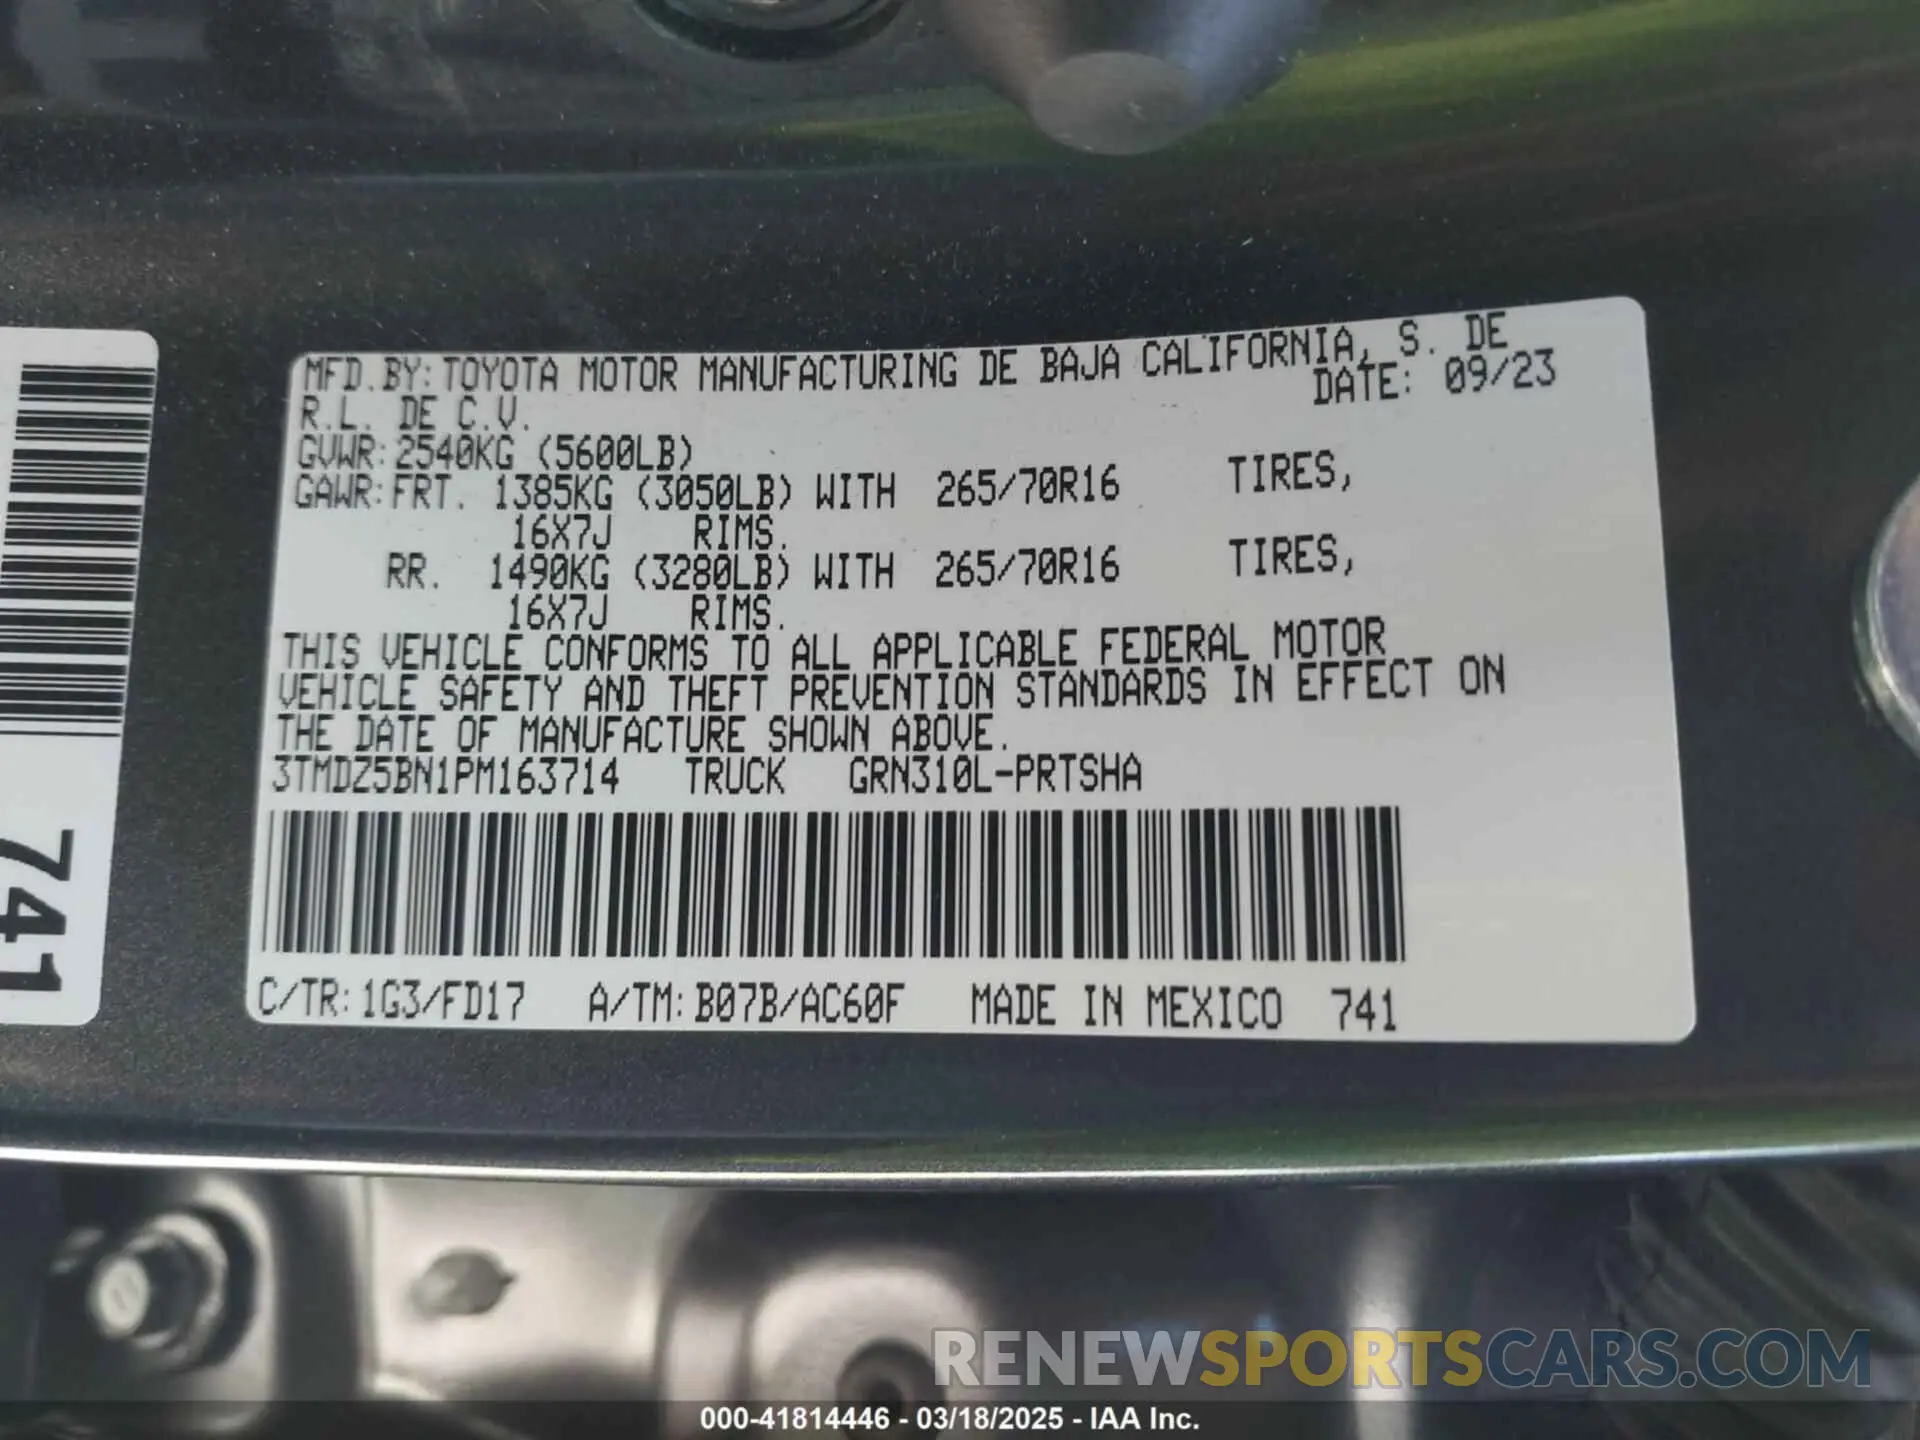 MFD.BY:TOYOTA MOTOR MANUFACTURING DE BAJA CALIFORNIA, S. DE
R.L. DE C.V. DATE: 09/23
GVWR:2540KG (5600LB)
GAWR:FRT. 1385KG (3050LB) WITH 265/70R16 TIRES,
16X7J RIMS.
RR. 1490KG (3280LB) WITH 265/70R16 TIRES,
16X7J RIMS.
THIS VEHICLE CONFORMS TO ALL APPLICABLE FEDERAL MOTOR
VEHICLE SAFETY AND THEFT PREVENTION STANDARDS IN EFFECT ON
THE DATE OF MANUFACTURE SHOWN ABOVE.
3TMDZ5BN1PM163714 TRUCK GRN310L-PRTSHA
C/TR:1G3/FD17 A/TM:B07B/AC60F MADE IN MEXICO 741
741
RENEWSPORTSCARS.COM
000-41814446 - 03/18/2025 - IAA Inc.